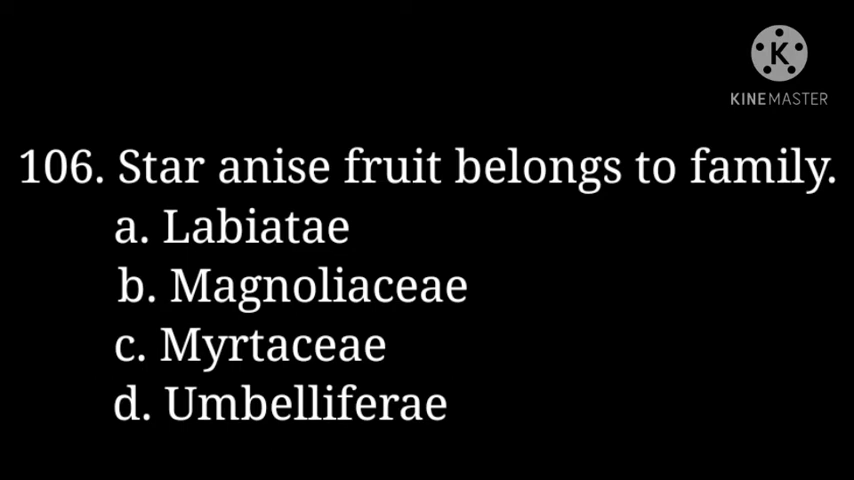 K
KINEMASTER
106. Star anise fruit belongs to family.
a. Labiatae
b. Magnoliaceae
c. Myrtaceae
d. Umbelliferae